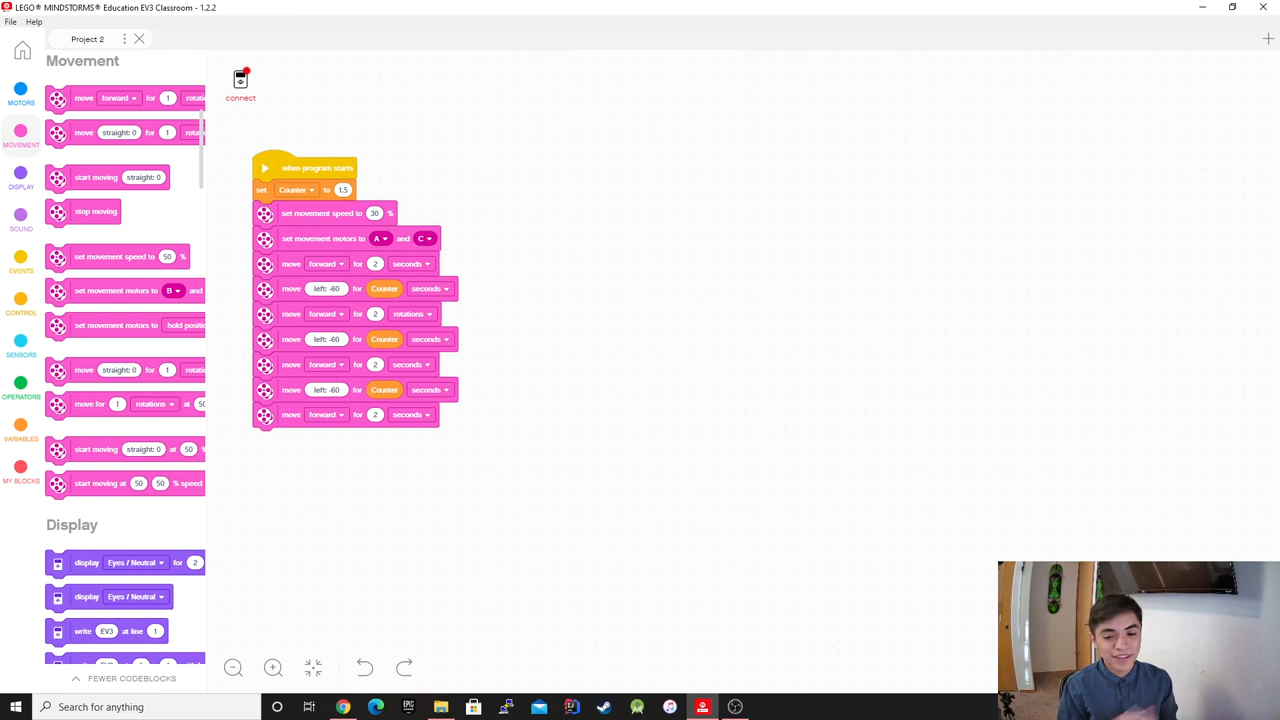 LEGO® MINDSTORMS® Education EV3 Classroom - 1.2.2
File Help
Project 2
connect
MOTORS
MOVEMENT
DISPLAY
SOUND
EVENTS
CONTROL
SENSORS
OPERATORS
VARIABLES
MY BLOCKS
Movement
move forward for 1
move straight: 0 for 1
start moving straight: 0
stop moving
set movement speed to 50 %
set movement motors to B and
set movement motors to
move straight: 0 for 1
move for 1 rotations at
start moving straight: 0 at 50
start moving at 50 50 % speed
Display
display Eyes / Neutral for 2
display Eyes / Neutral
write EV3 at line 1
FEWER CODEBLOCKS
when program starts
set Counter to 1.5
set movement speed to 30 %
set movement motors to A and C
move forward for 2 seconds
move left: -60 for Counter seconds
move forward for 2 rotations
move left: -60 for Counter seconds
move forward for 2 seconds
move left: -60 for Counter seconds
move forward for 2 seconds
Search for anything